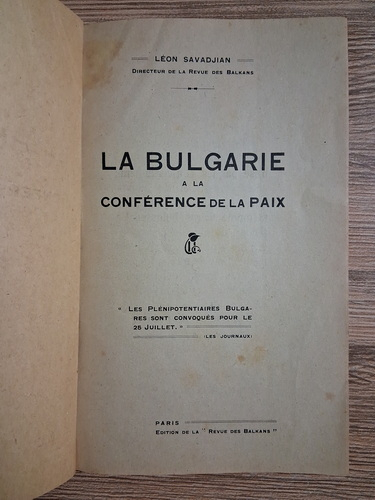 LÉON SAVADJIAN
DIRECTEUR DE LA REVUE DES BALKANS
LA BULGARIE
A LA
CONFÉRENCE DE LA PAIX
" LES PLÉNIPOTENTIAIRES BULGA-
RES SONT CONVOQUÉS POUR LE
25 JUILLET. "
(LES JOURNAUX)
PARIS
EDITION DE LA " REVUE DES BALKANS "